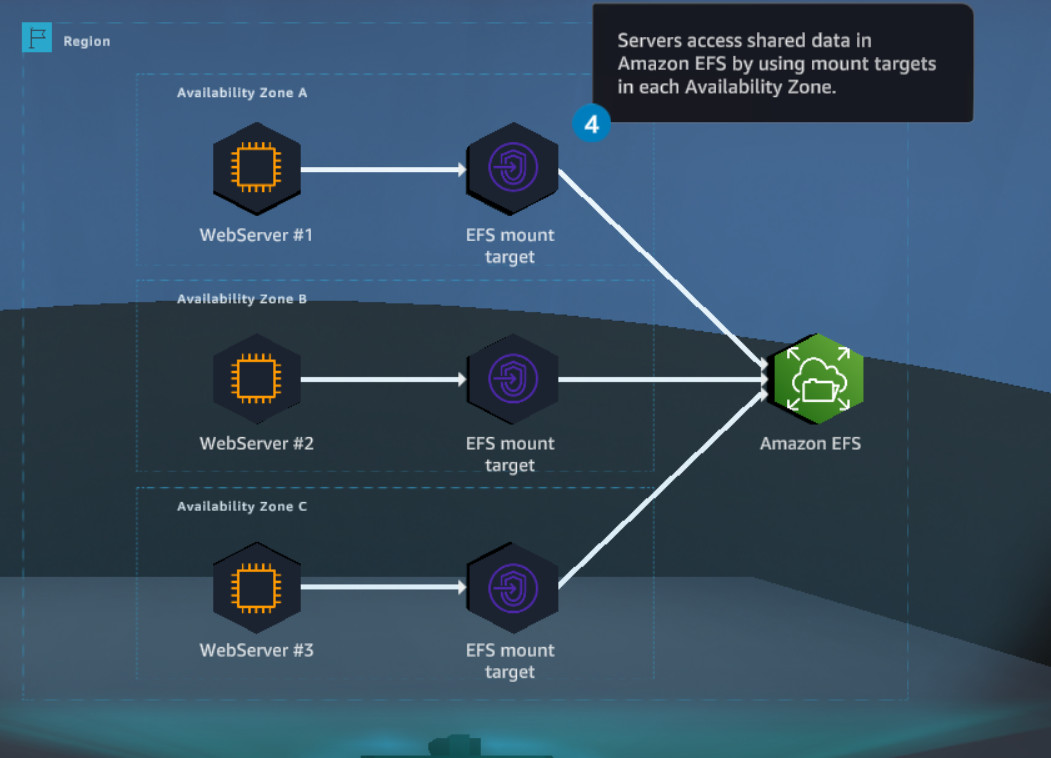 Region
Servers access shared data in
Amazon EFS by using mount targets
in each Availability Zone.
4
Availability Zone A
WebServer #1
EFS mount
target
Availability Zone B
WebServer #2
EFS mount
target
Amazon EFS
Availability Zone C
WebServer #3
EFS mount
target